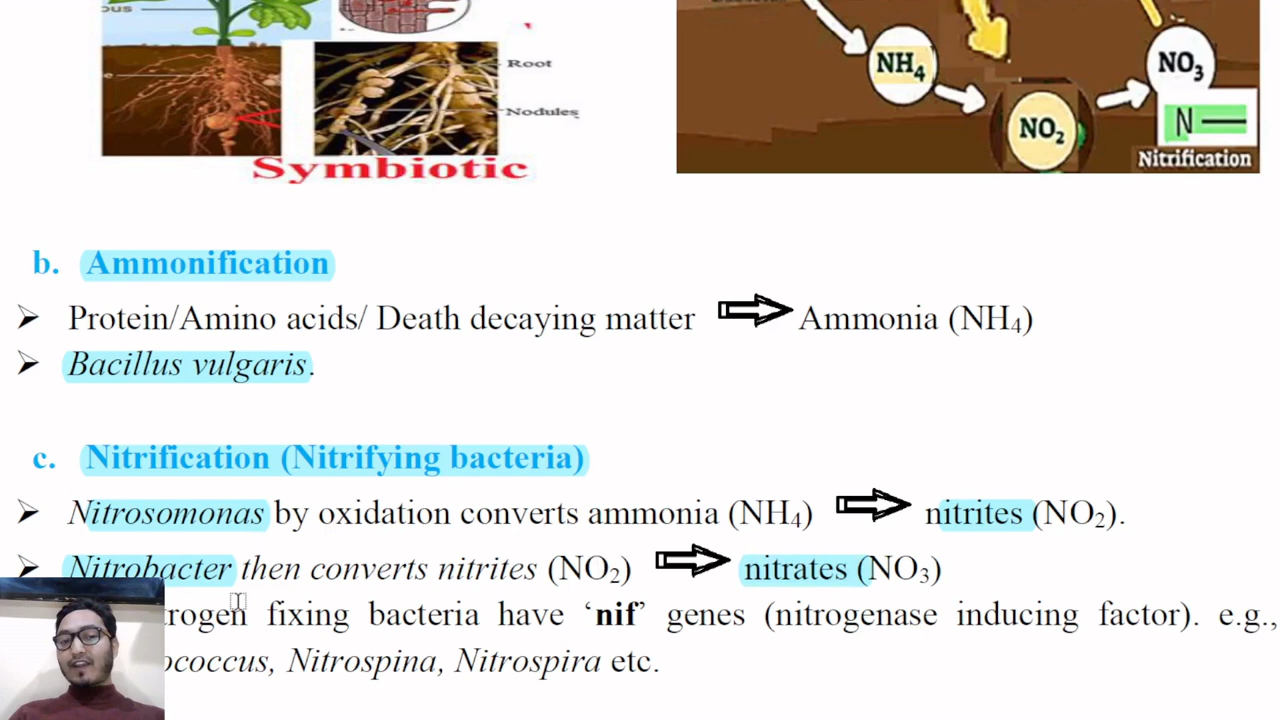 Root
Nodules
Symbiotic
NH₄
NO₂
NO₃
N
Nitrification
b. Ammonification
➢ Protein/Amino acids/ Death decaying matter ⇨ Ammonia (NH₄)
➢ Bacillus vulgaris.
c. Nitrification (Nitrifying bacteria)
➢ Nitrosomonas by oxidation converts ammonia (NH₄) ⇨ nitrites (NO₂).
➢ Nitrobacter then converts nitrites (NO₂) ⇨ nitrates (NO₃)
fixing bacteria have ‘nif’ genes (nitrogenase inducing factor). e.g.,
Nitrospina, Nitrospira etc.